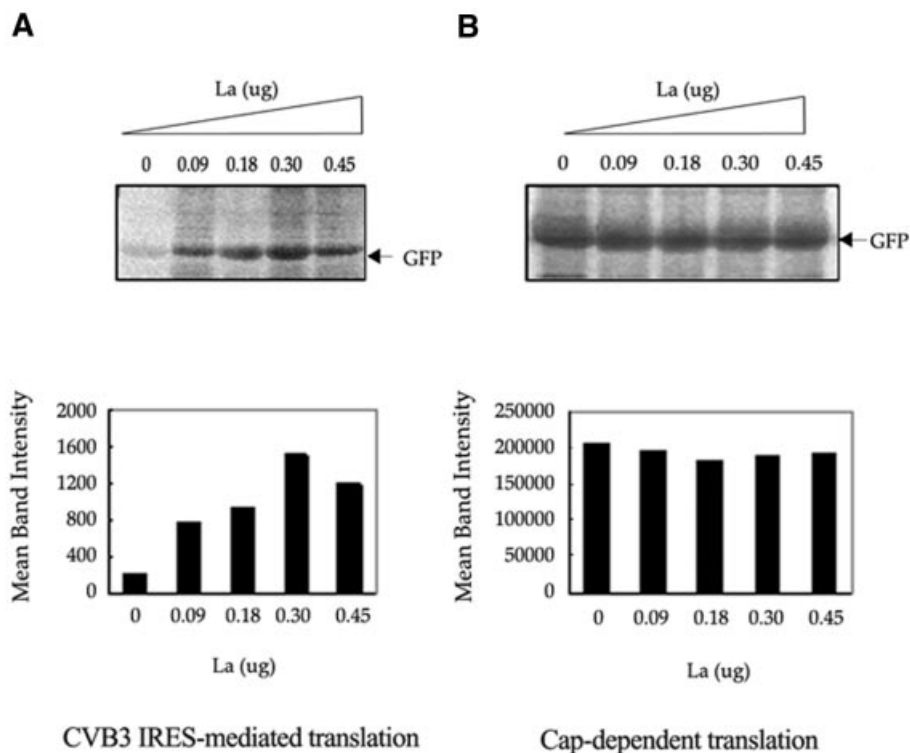 A
B
La (ug)
0 0.09 0.18 0.30 0.45
GFP
La (ug)
0 0.09 0.18 0.30 0.45
GFP
Mean Band Intensity
2000
1600
1200
800
400
0
0 0.09 0.18 0.30 0.45
La (ug)
CVB3 IRES-mediated translation
Mean Band Intensity
250000
200000
150000
100000
50000
0
0 0.09 0.18 0.30 0.45
La (ug)
Cap-dependent translation